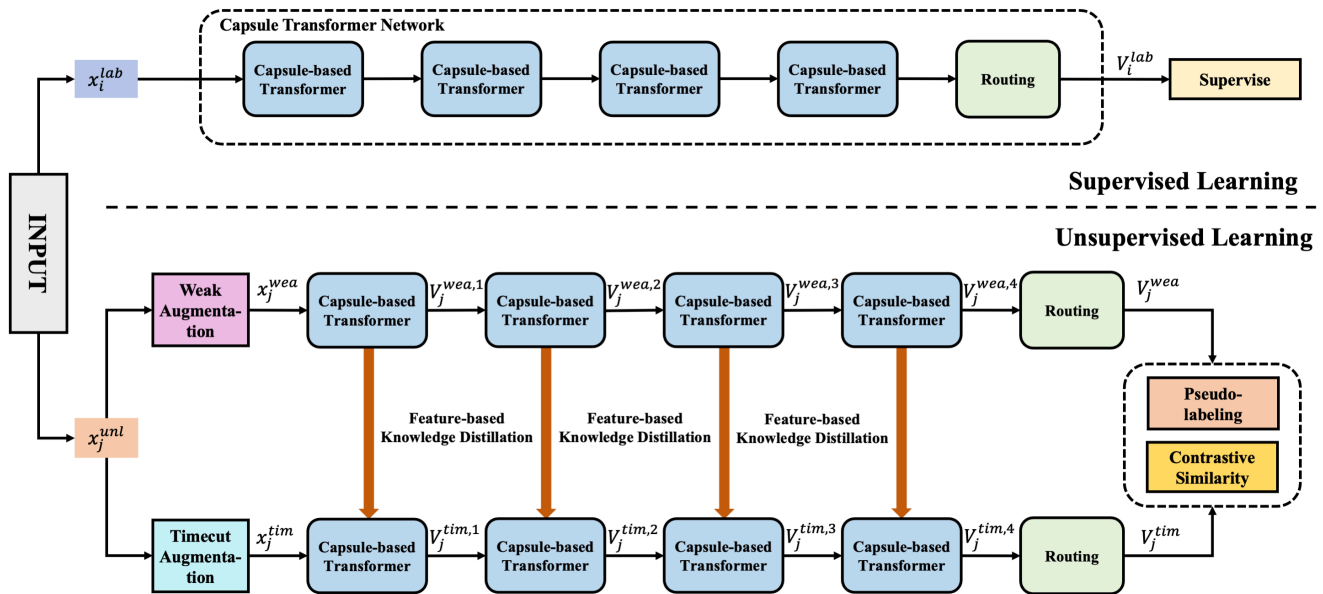 Capsule Transformer Network
x_i^{lab}
Capsule-based
Transformer
Capsule-based
Transformer
Capsule-based
Transformer
Capsule-based
Transformer
Routing
V_i^{lab}
Supervise
INPUT
Supervised Learning
Unsupervised Learning
Weak
Augmenta-
tion
x_j^{wea}
Capsule-based
Transformer
V_j^{wea,1}
Capsule-based
Transformer
V_j^{wea,2}
Capsule-based
Transformer
V_j^{wea,3}
Capsule-based
Transformer
V_j^{wea,4}
Routing
V_j^{wea}
x_j^{unl}
Feature-based
Knowledge Distillation
Feature-based
Knowledge Distillation
Feature-based
Knowledge Distillation
Pseudo-
labeling
Contrastive
Similarity
Timecut
Augmenta-
tion
x_j^{tim}
Capsule-based
Transformer
V_j^{tim,1}
Capsule-based
Transformer
V_j^{tim,2}
Capsule-based
Transformer
V_j^{tim,3}
Capsule-based
Transformer
V_j^{tim,4}
Routing
V_j^{tim}